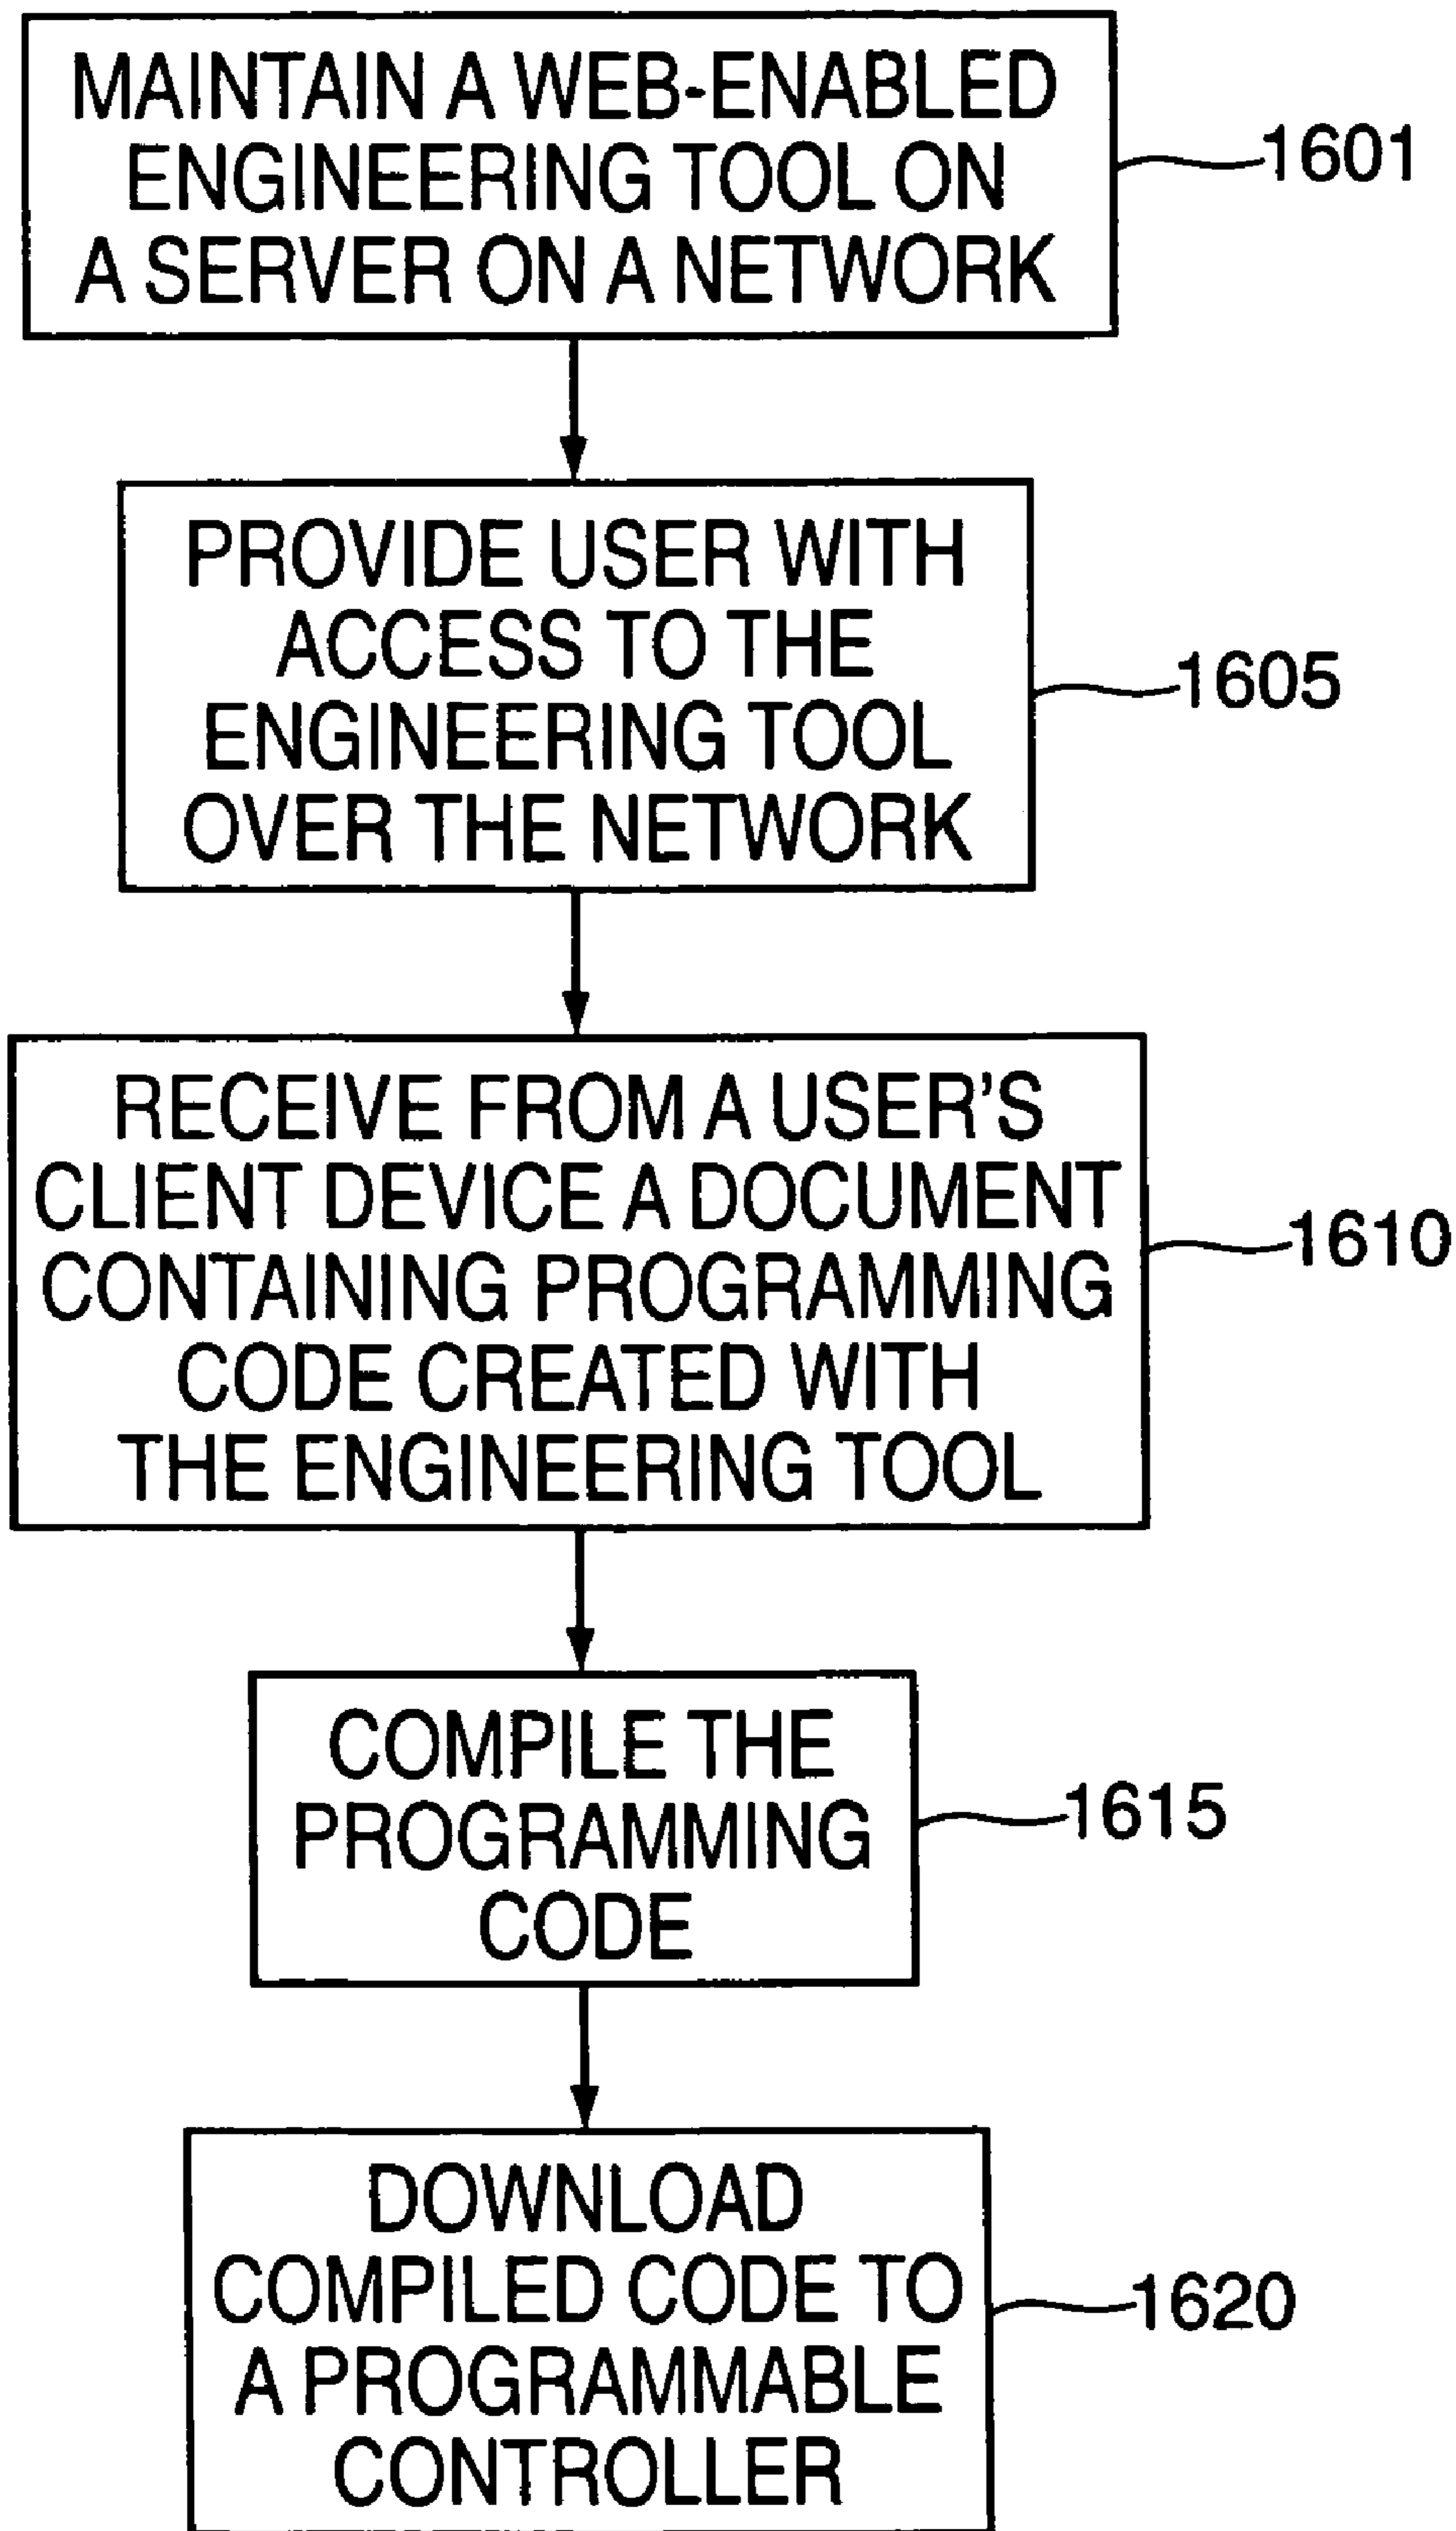 MAINTAIN A WEB-ENABLED
ENGINEERING TOOL ON
A SERVER ON A NETWORK
1601
PROVIDE USER WITH
ACCESS TO THE
ENGINEERING TOOL
OVER THE NETWORK
1605
RECEIVE FROM A USER'S
CLIENT DEVICE A DOCUMENT
CONTAINING PROGRAMMING
CODE CREATED WITH
THE ENGINEERING TOOL
1610
COMPILE THE
PROGRAMMING
CODE
1615
DOWNLOAD
COMPILED CODE TO
A PROGRAMMABLE
CONTROLLER
1620